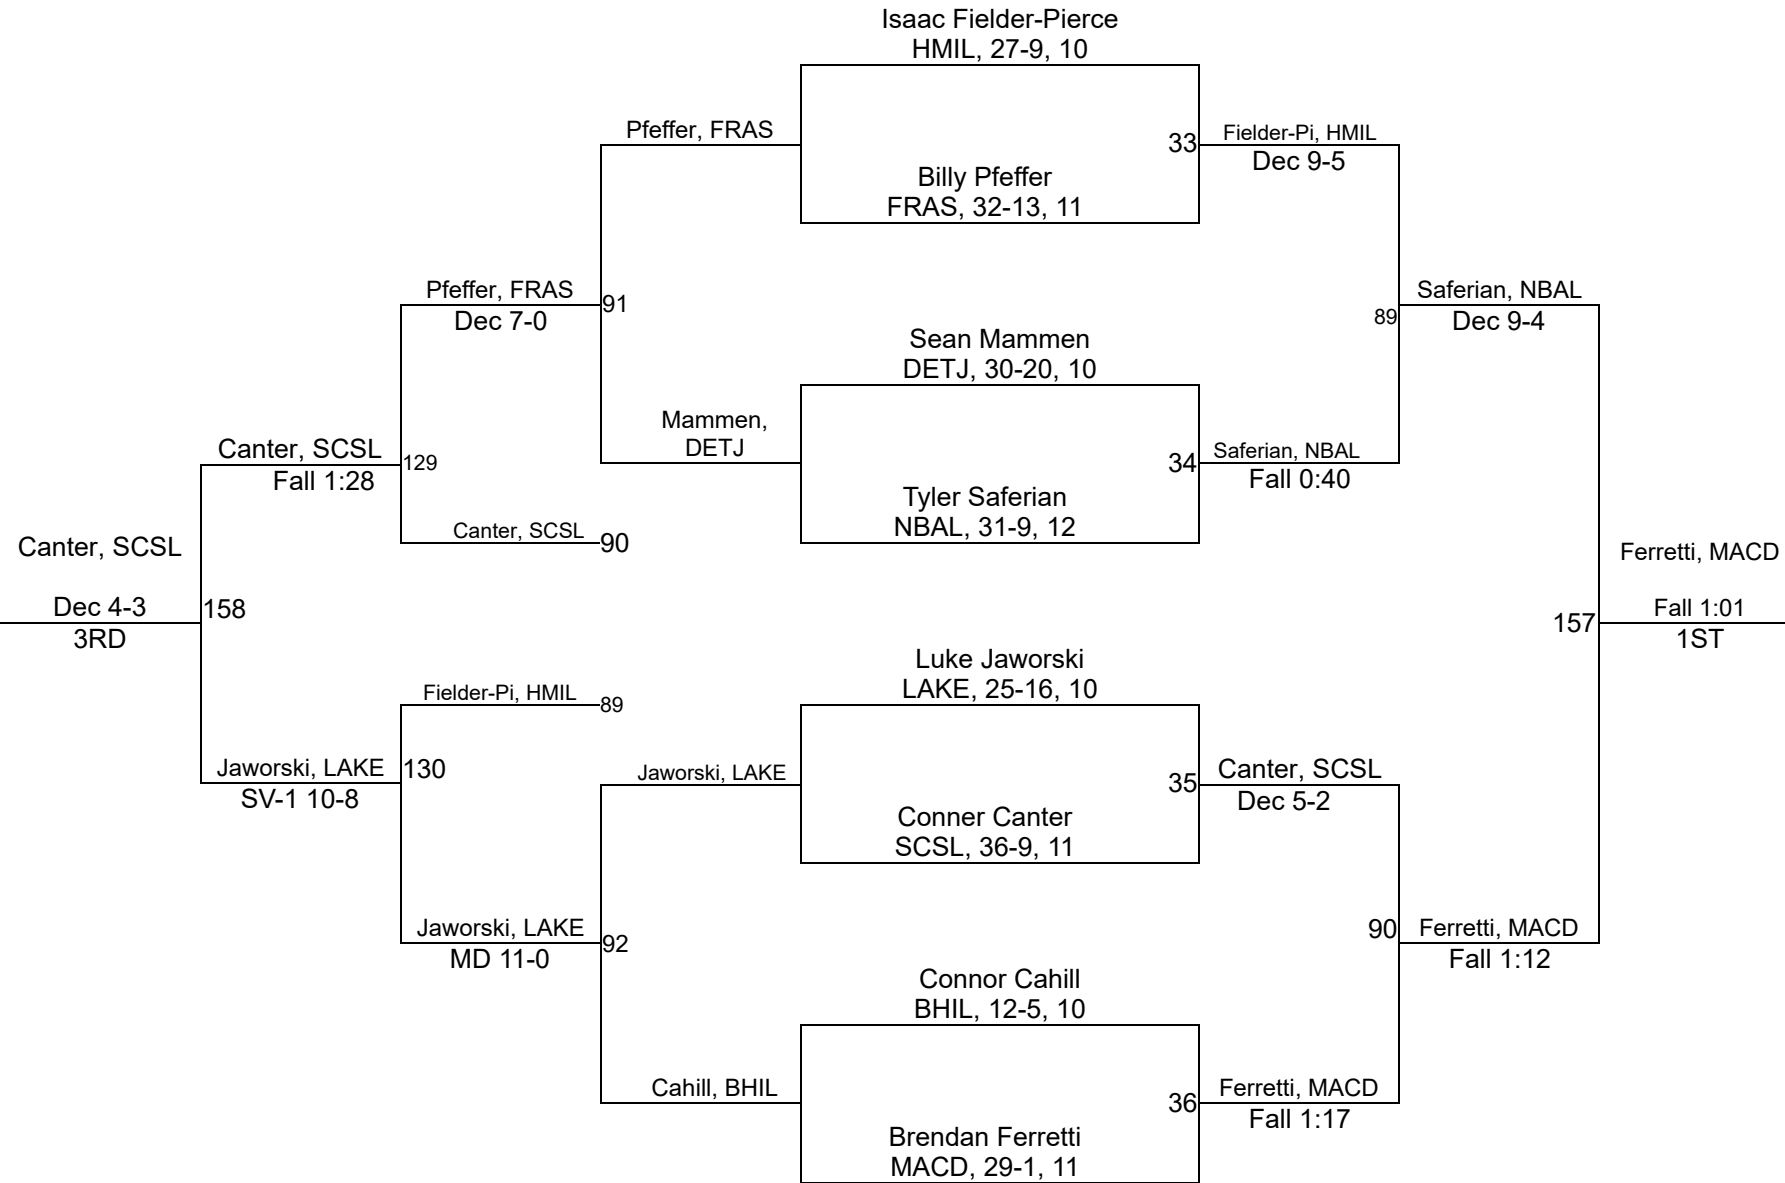 Isaac Fielder-Pierce
HMIL, 27-9, 10
Pfeffer, FRAS
33
Fielder-Pi, HMIL
Dec 9-5
Billy Pfeffer
FRAS, 32-13, 11
Pfeffer, FRAS
Dec 7-0
91
89
Saferian, NBAL
Dec 9-4
Sean Mammen
DETJ, 30-20, 10
Mammen,
DETJ
34
Saferian, NBAL
Fall 0:40
Canter, SCSL
Fall 1:28
129
Tyler Saferian
NBAL, 31-9, 12
Canter, SCSL
90
Canter, SCSL
Dec 4-3
3RD
158
157
Ferretti, MACD
Fall 1:01
1ST
Luke Jaworski
LAKE, 25-16, 10
Fielder-Pi, HMIL
89
Jaworski, LAKE
SV-1 10-8
130
Jaworski, LAKE
35
Canter, SCSL
Dec 5-2
Conner Canter
SCSL, 36-9, 11
Jaworski, LAKE
MD 11-0
92
90
Ferretti, MACD
Fall 1:12
Connor Cahill
BHIL, 12-5, 10
Cahill, BHIL
36
Ferretti, MACD
Fall 1:17
Brendan Ferretti
MACD, 29-1, 11